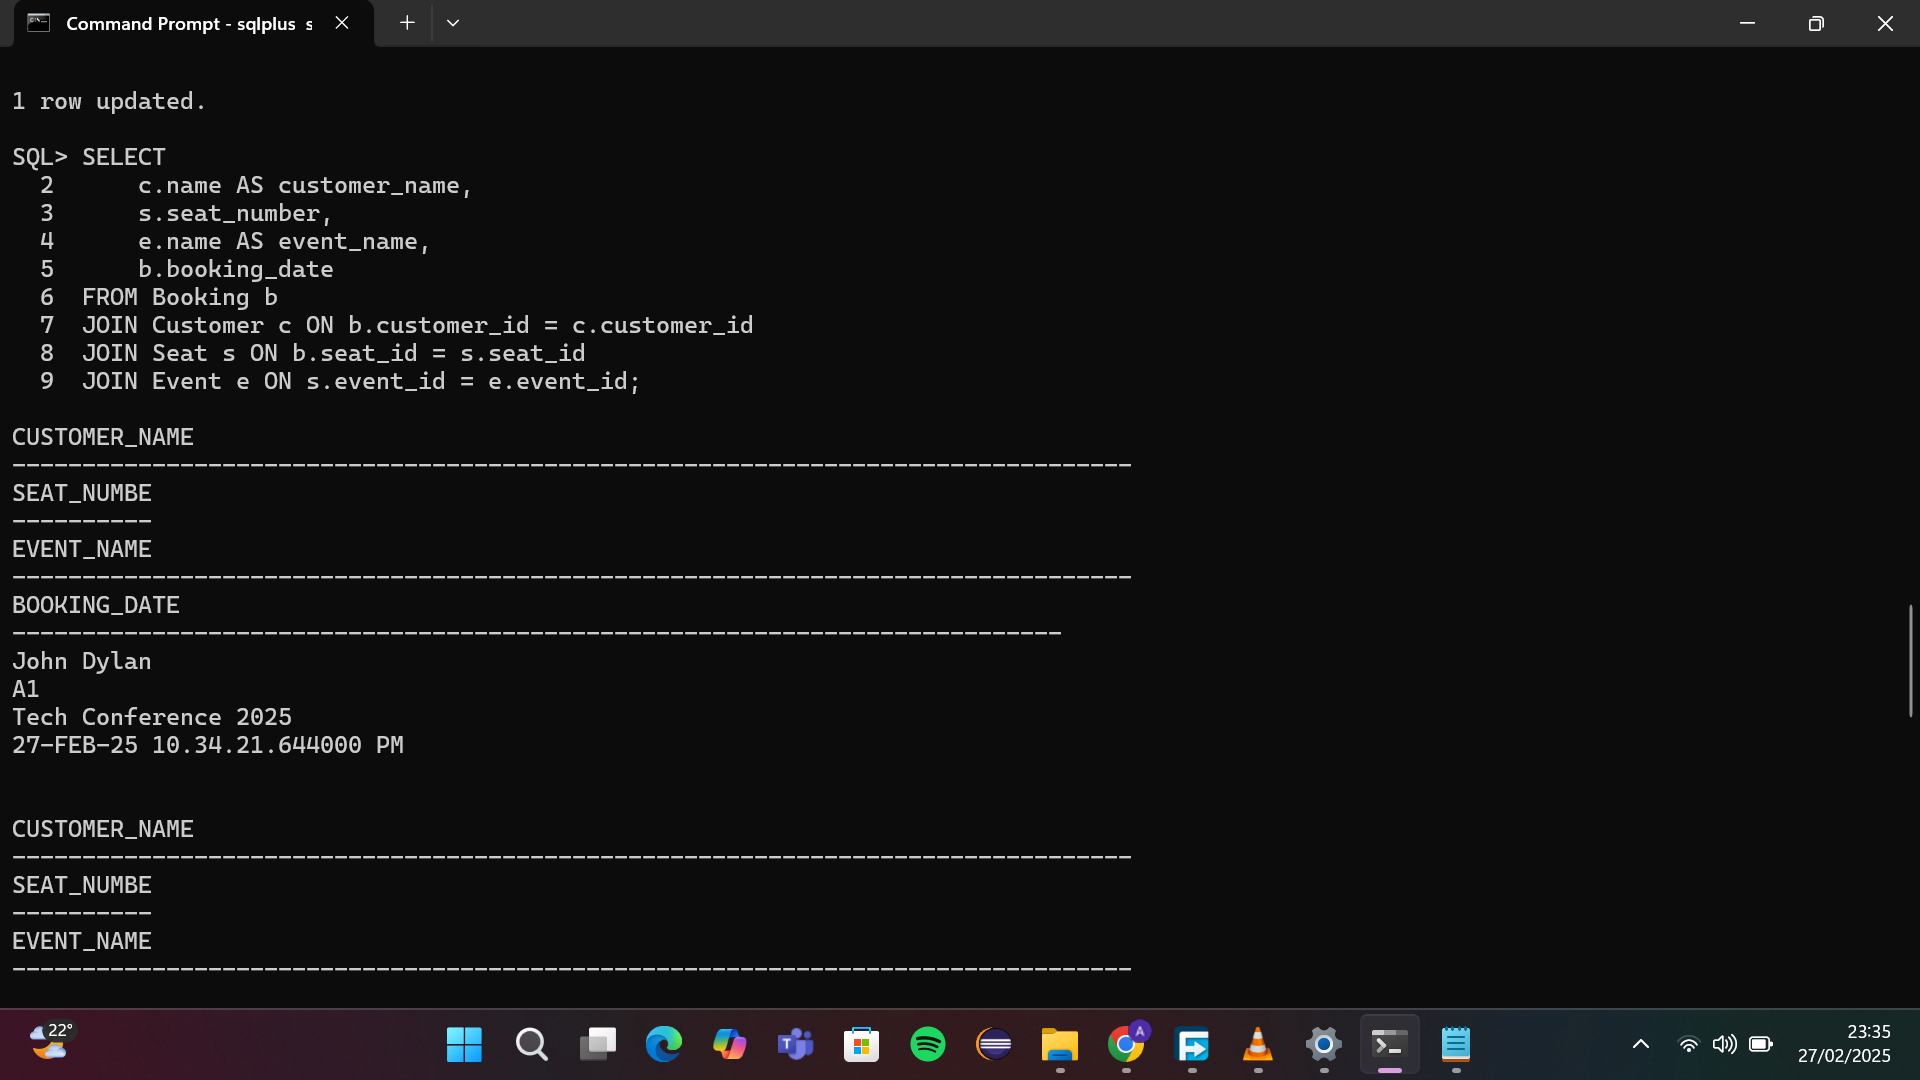 Command Prompt - sqlplus s
1 row updated.
SQL> SELECT
2 c.name AS customer_name,
3 s.seat_number,
4 e.name AS event_name,
5 b.booking_date
6 FROM Booking b
7 JOIN Customer c ON b.customer_id = c.customer_id
8 JOIN Seat s ON b.seat_id = s.seat_id
9 JOIN Event e ON s.event_id = e.event_id;
CUSTOMER_NAME
--------------------------------------------------------------------------------
SEAT_NUMBE
----------
EVENT_NAME
--------------------------------------------------------------------------------
BOOKING_DATE
---------------------------------------------------------------------------
John Dylan
A1
Tech Conference 2025
27-FEB-25 10.34.21.644000 PM
CUSTOMER_NAME
--------------------------------------------------------------------------------
SEAT_NUMBE
----------
EVENT_NAME
--------------------------------------------------------------------------------
22°
A
T
23:35
27/02/2025